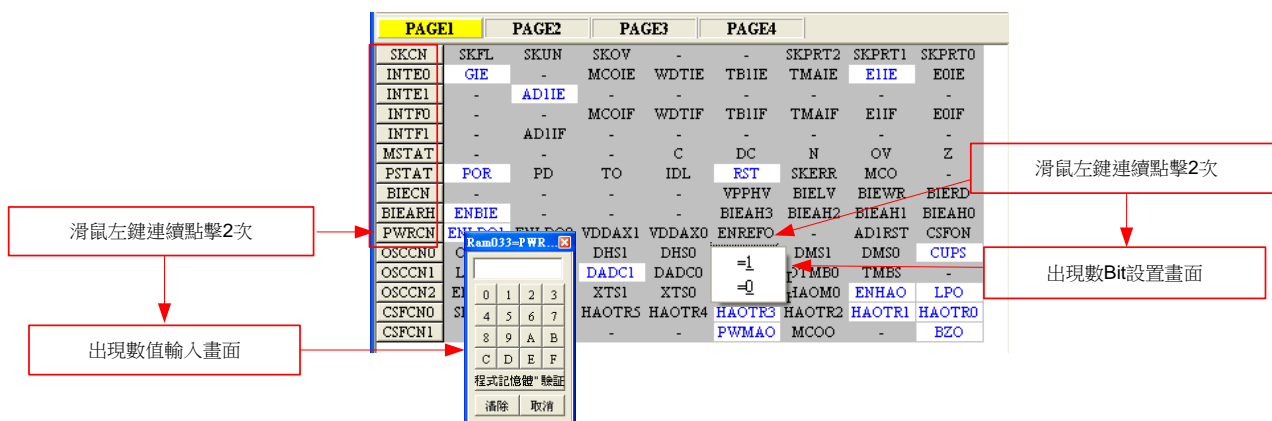 PAGE1 PAGE2 PAGE3 PAGE4
SKCN SKFL SKUN SKOV - - SKPRT2 SKPRT1 SKPRT0
INTE0 GIE - MCOIE WDTIE TB1IE TMAIE E1IE E0IE
INTE1 - AD1IE - - - - - -
INTF0 - - MCOIF WDTIF TB1IF TMAIF E1IF E0IF
INTF1 - AD1IF - - - - - -
MSTAT - - - C DC N OV Z
PSTAT POR PD TO IDL RST SKERR MCO -
BIECN - - - - VPPHV BIELV BIEWR BIERD
BIEARH ENBIE - - - BIEAH3 BIEAH2 BIEAH1 BIEAH0
PWRCN VDDAX1 VDDAX0 ENREFO - AD1RST CSFON
OSCCN0 DHS1 DHS0 DMS1 DMS0 CUPS
OSCCN1 DADC1 DADC0 DTMB0 TMBS -
OSCCN2 XTS1 XTS0 HAOM0 ENHAO LPO
CSFCN0 HAOTR5 HAOTR4 HAOTR3 HAOTR2 HAOTR1 HAOTR0
CSFCN1 - - PWMAO MCOO - BZO
滑鼠左鍵連續點擊2次
出現數值輸入畫面
Ram033=PWR...
0 1 2 3
4 5 6 7
8 9 A B
C D E F
程式記憶體" 驗証
清除 取消
=1
=0
滑鼠左鍵連續點擊2次
出現數Bit設置畫面